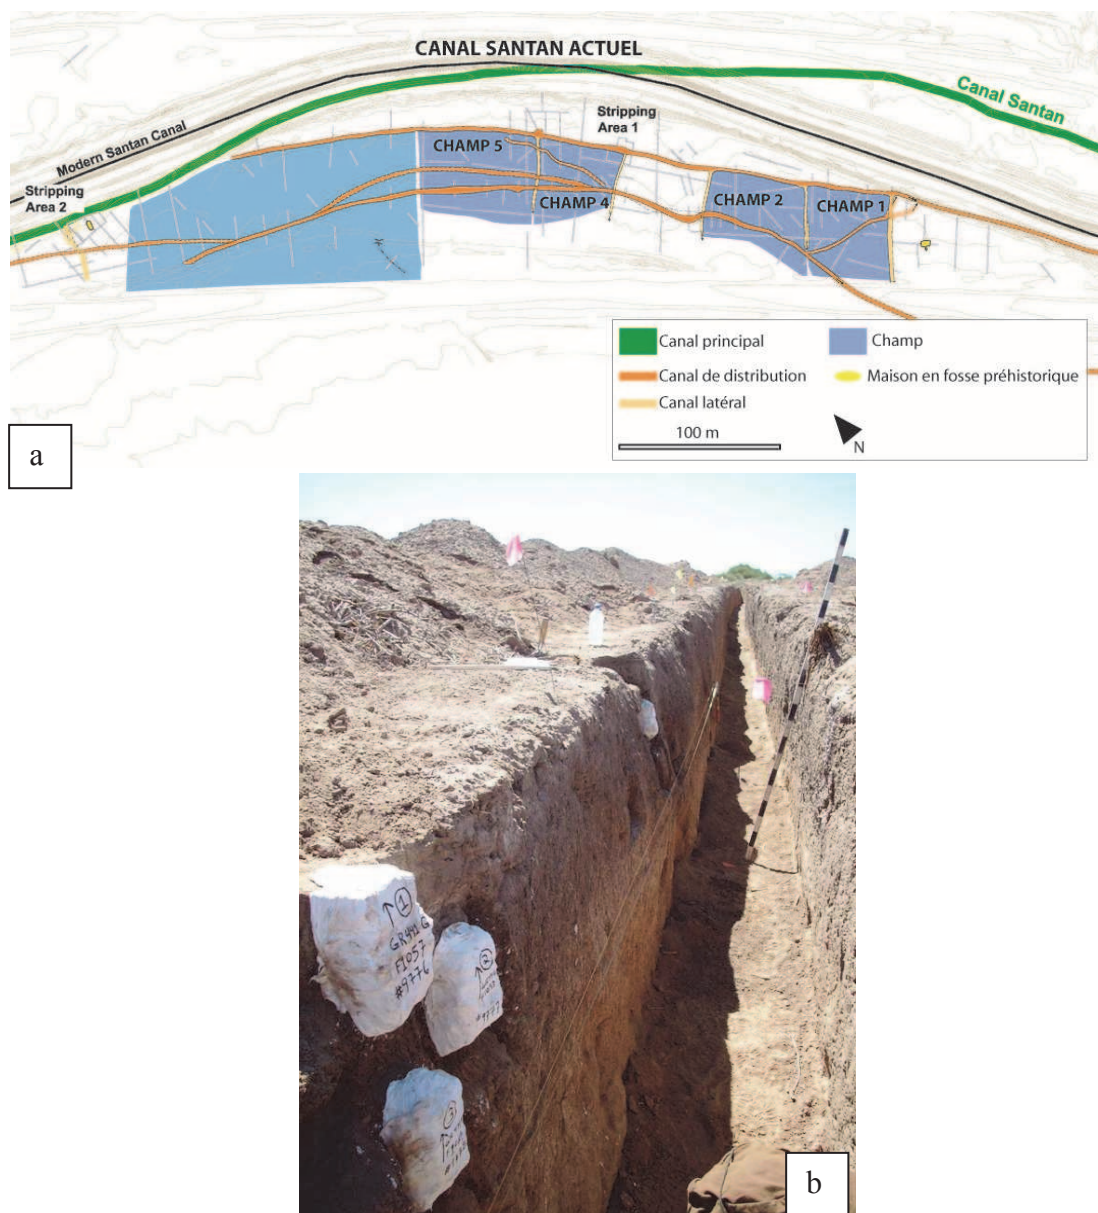 CANAL SANTAN ACTUEL
Canal Santan
Modern Santan Canal
Stripping
Area 1
CHAMP 5
Stripping
Area 2
CHAMP 4
CHAMP 2
CHAMP 1
Canal principal
Champ
Canal de distribution
Maison en fosse préhistorique
Canal latéral
100 m
N
a
1
GR441 G
F1057
#9776
2
#9777
3
b